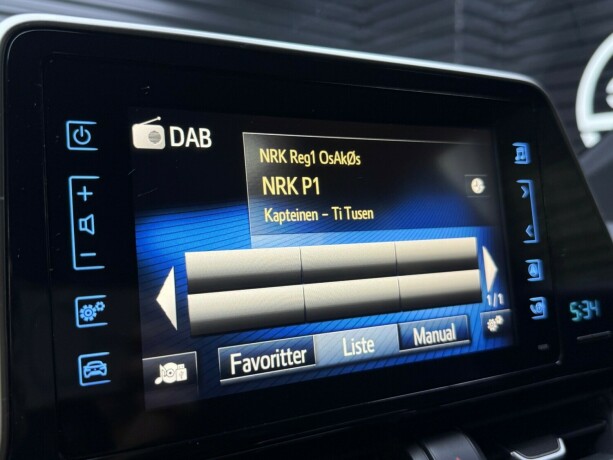 DAB
NRK Reg1 OsAkØs
NRK P1
Kapteinen - Ti Tusen
1/1
Favoritter
Liste
Manual
5:34